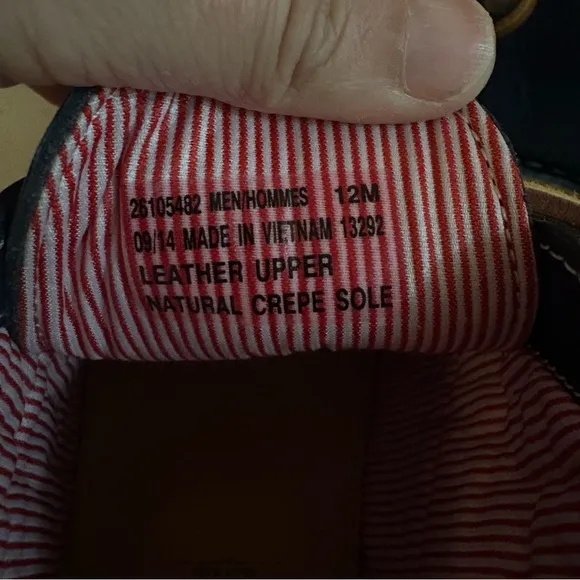 26105482 MEN/HOMMES 12M
09/14 MADE IN VIETNAM 13292
LEATHER UPPER
NATURAL CREPE SOLE